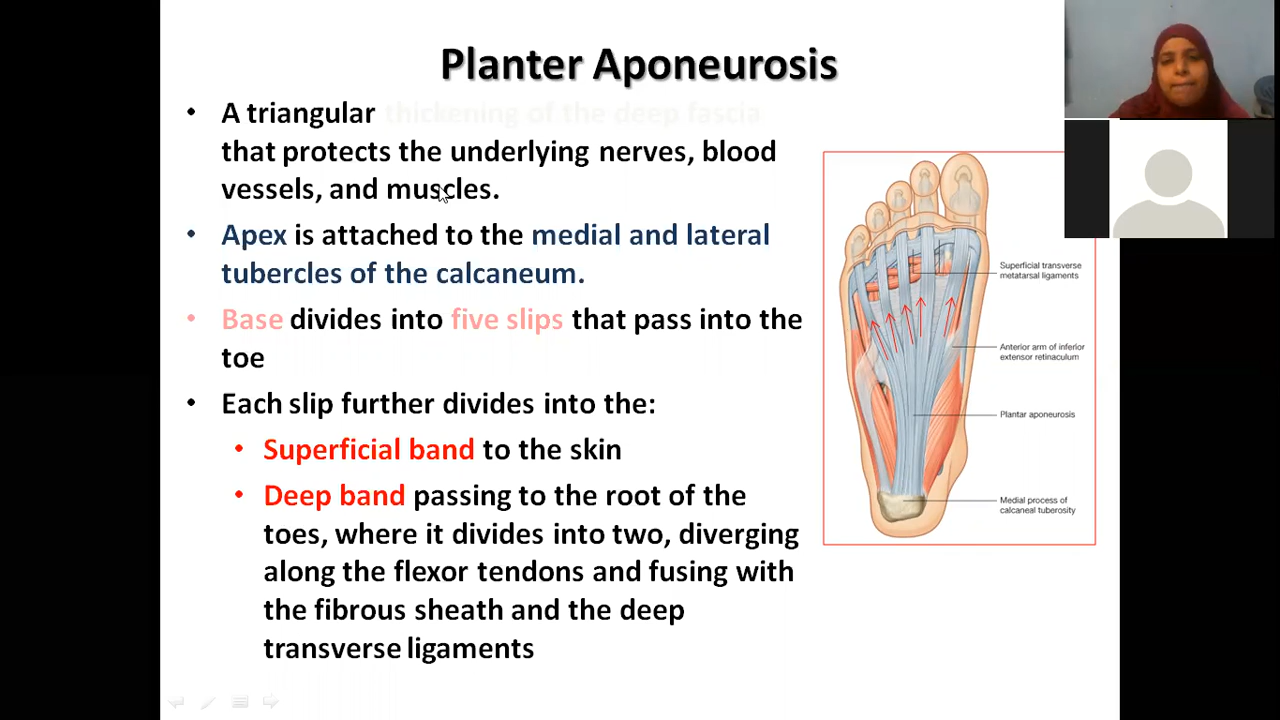 Planter Aponeurosis
• A triangular thickening of the deep fascia
that protects the underlying nerves, blood
vessels, and muscles.
• Apex is attached to the medial and lateral
tubercles of the calcaneum.
• Base divides into five slips that pass into the
toe
• Each slip further divides into the:
• Superficial band to the skin
• Deep band passing to the root of the
toes, where it divides into two, diverging
along the flexor tendons and fusing with
the fibrous sheath and the deep
transverse ligaments
Superficial transverse
metatarsal ligaments
Anterior arm of inferior
extensor retinaculum
Plantar aponeurosis
Medial process of
calcaneal tuberosity